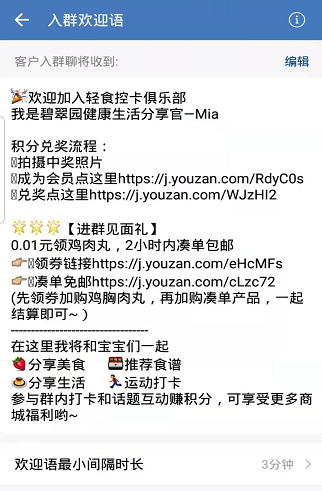 入群欢迎语
客户入群聊将收到:
编辑
🎉欢迎加入轻食控卡俱乐部
我是碧翠园健康生活分享官—Mia
积分兑奖流程：
拍摄中奖照片
成为会员点这里https://j.youzan.com/RdyC0s
兑奖点这里https://j.youzan.com/WJzHI2
🌟🌟🌟【进群见面礼】
0.01元领鸡肉丸，2小时内凑单包邮
👉领券链接https://j.youzan.com/eHcMFs
👉凑单免邮https://j.youzan.com/cLzc72
(先领券加购鸡胸肉丸，再加购凑单产品，一起
结算即可~ )
----------------------------------
在这里我将和宝宝们一起
🍓分享美食 🍱推荐食谱
🍮分享生活 🏃‍♀️运动打卡
参与群内打卡和话题互动赚积分，可享受更多商
城福利哟~
欢迎语最小间隔时长
3分钟